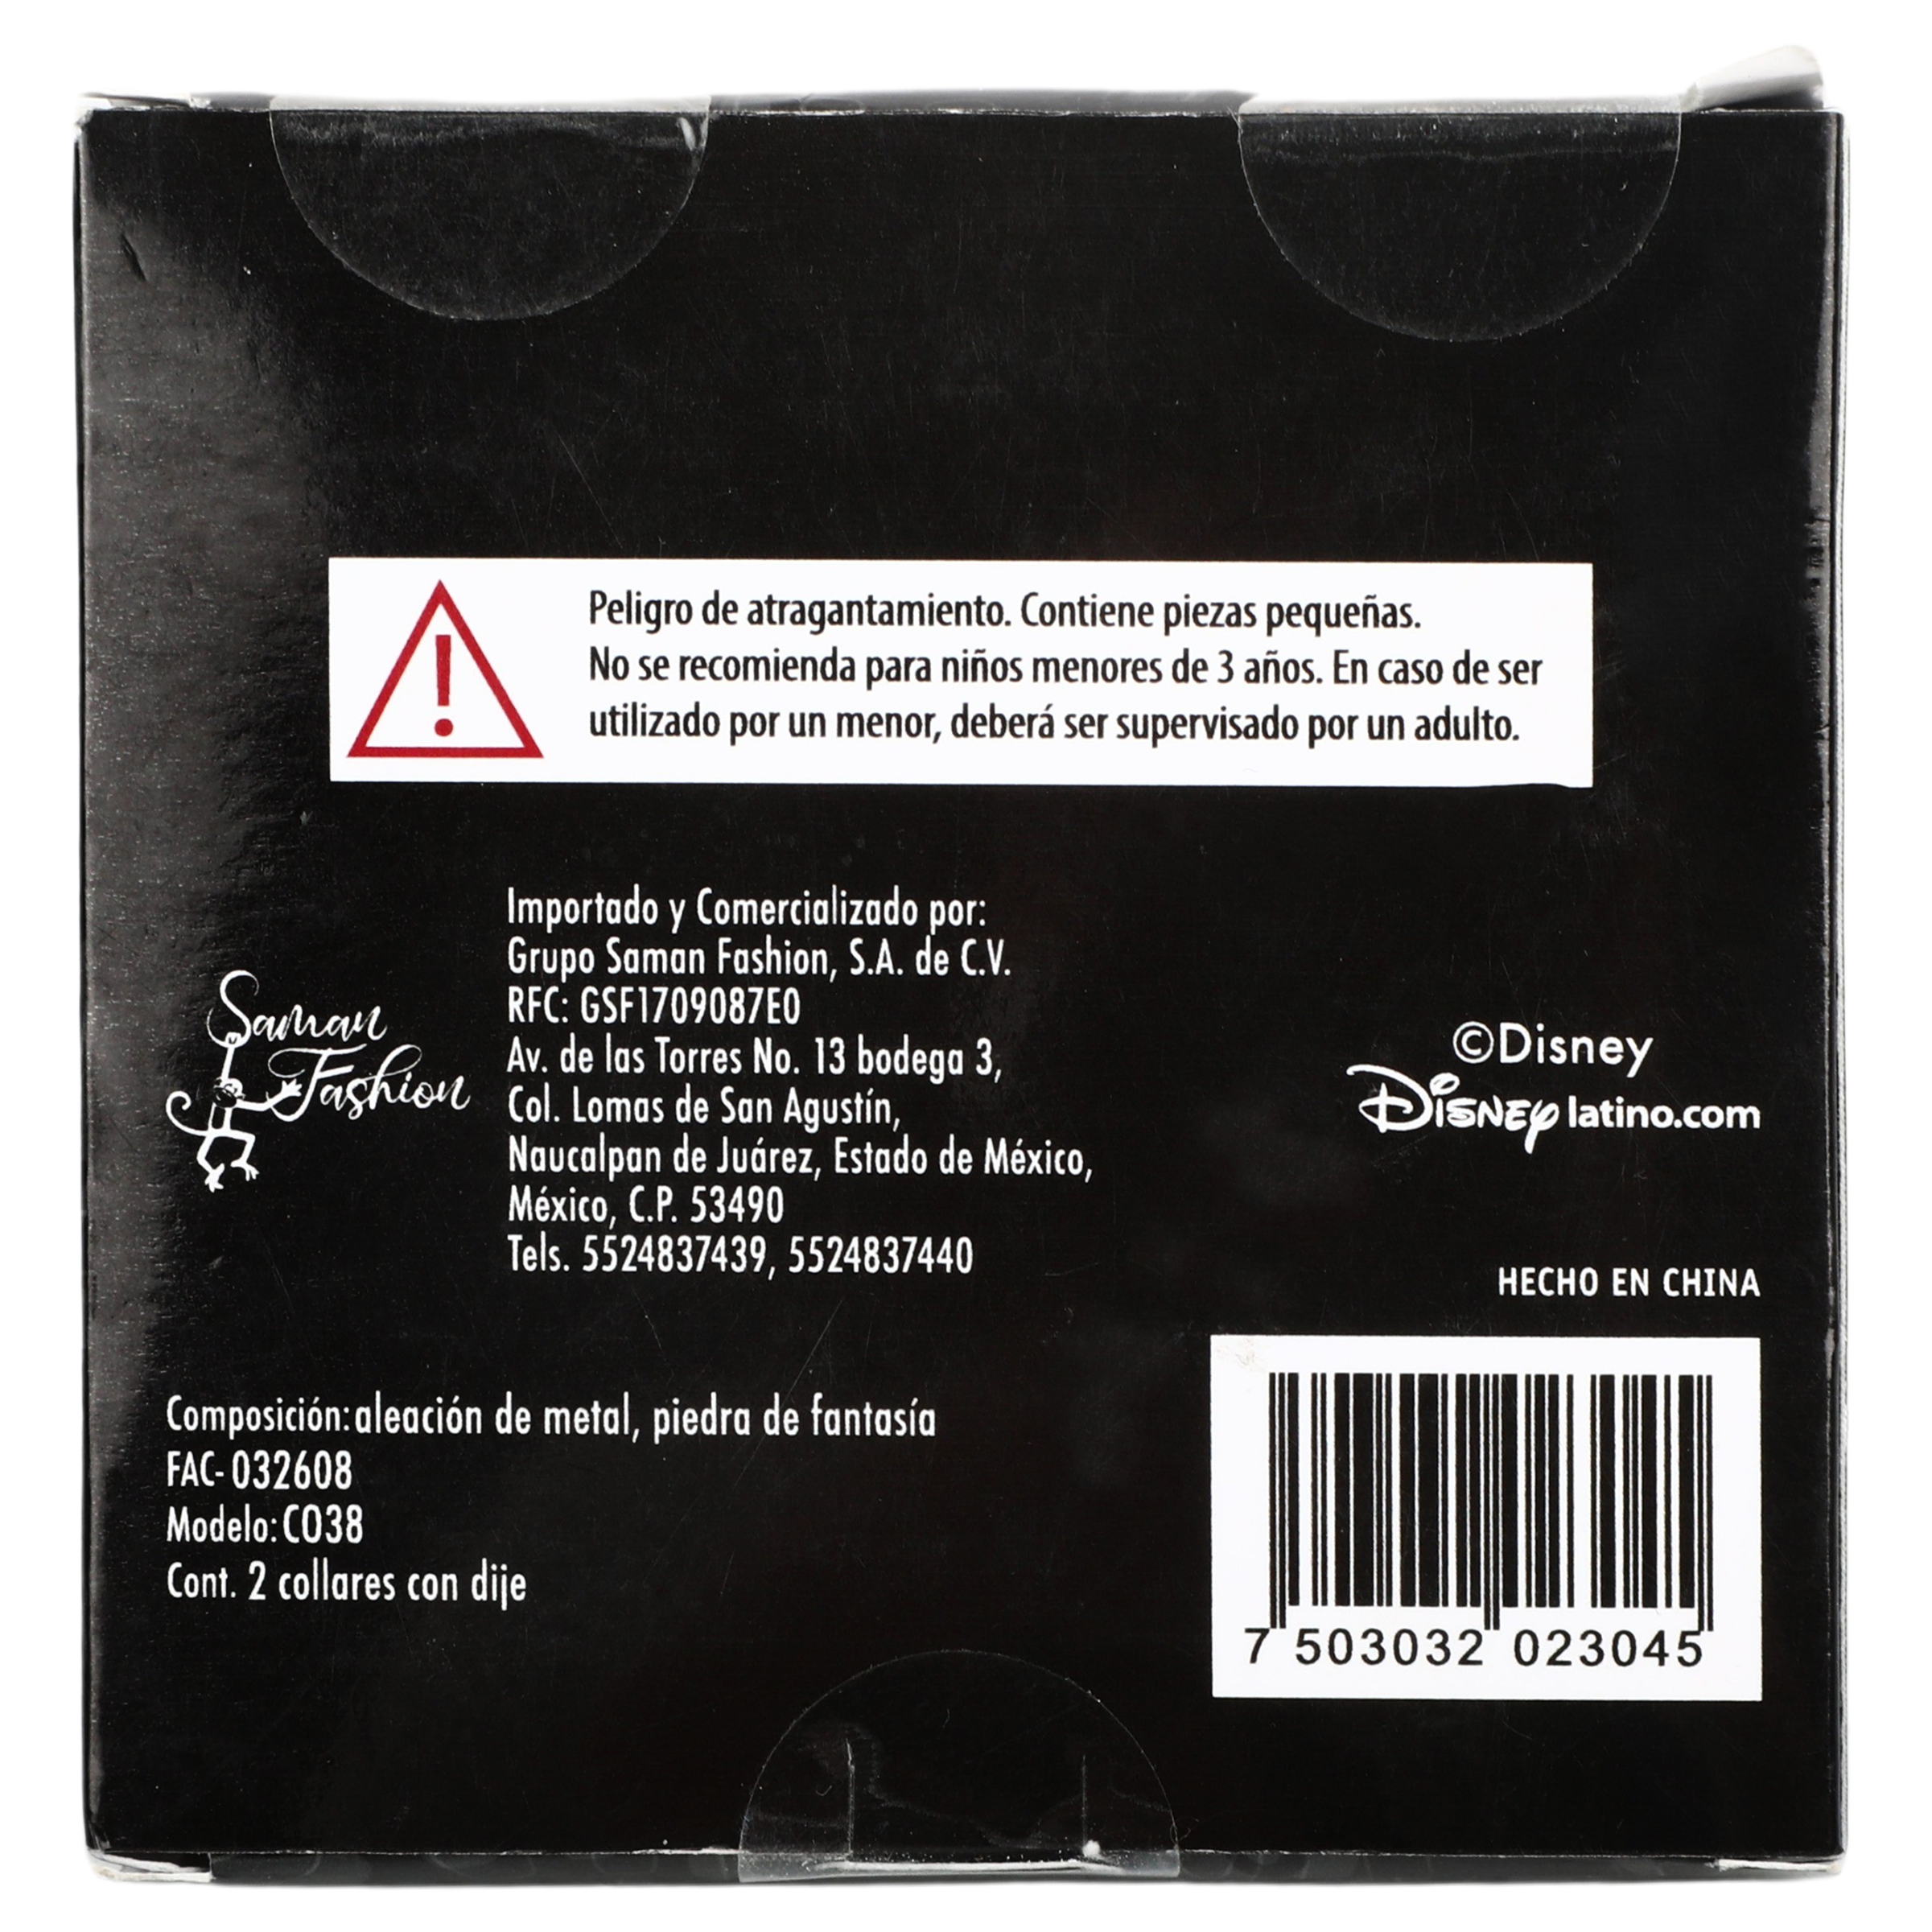 Peligro de atragantamiento. Contiene piezas pequeñas.
No se recomienda para niños menores de 3 años. En caso de ser
utilizado por un menor, deberá ser supervisado por un adulto.
Saman
Fashion
Importado y Comercializado por:
Grupo Saman Fashion, S.A. de C.V.
RFC: GSF1709087E0
Av. de las Torres No. 13 bodega 3,
Col. Lomas de San Agustín,
Naucalpan de Juárez, Estado de México,
México, C.P. 53490
Tels. 5524837439, 5524837440
©Disney
Disney latino.com
HECHO EN CHINA
Composición:aleación de metal, piedra de fantasía
FAC- 032608
Modelo:CO38
Cont. 2 collares con dije
7 503032 023045